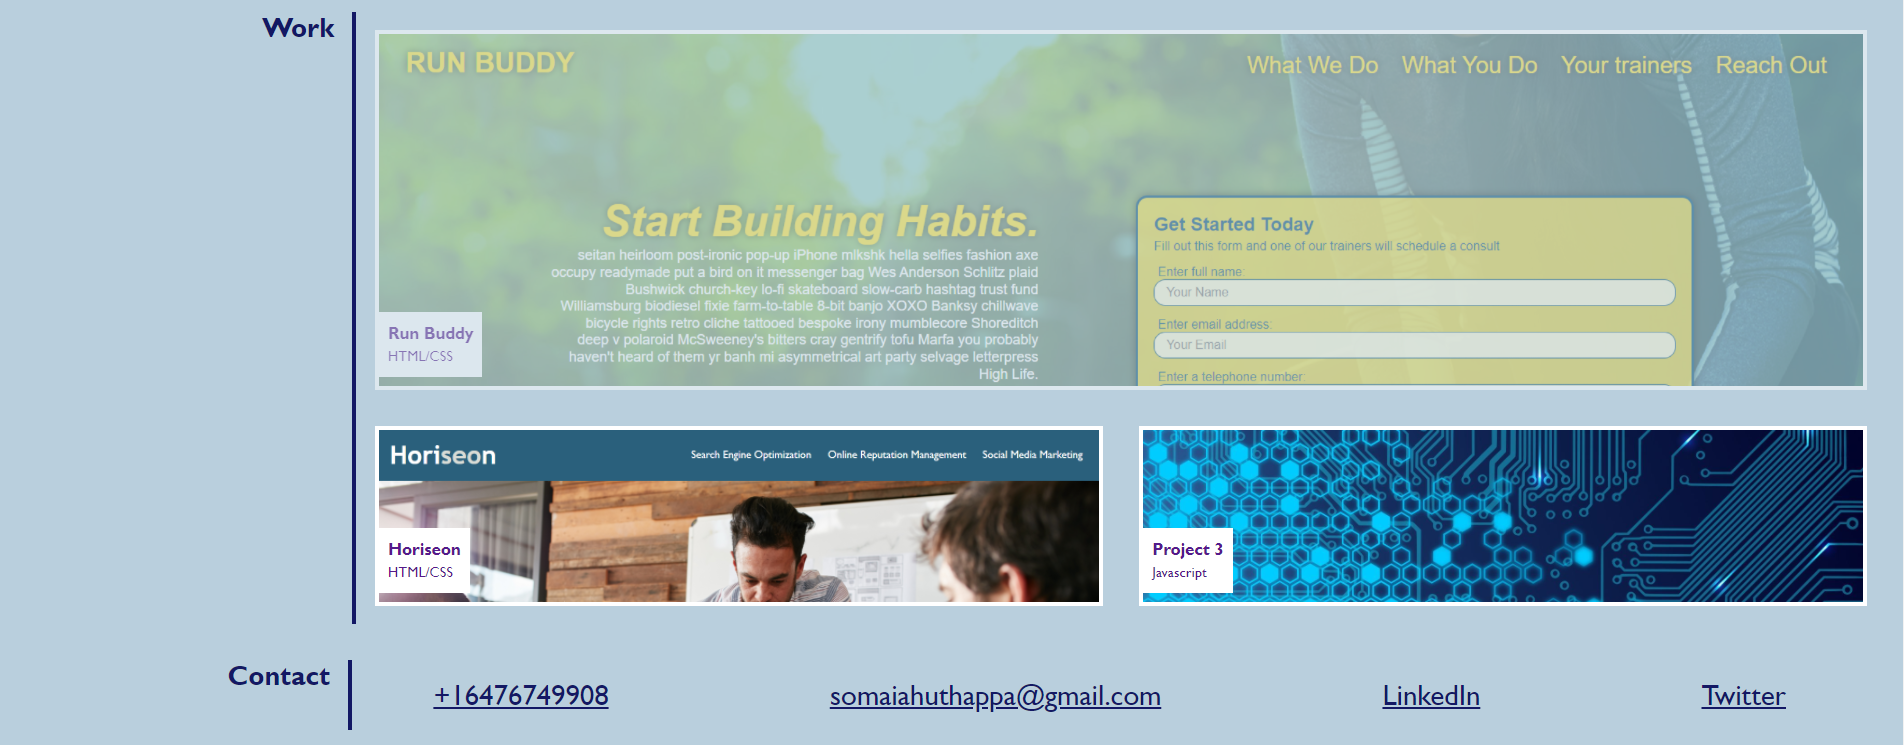 Work
RUN BUDDY
What We Do What You Do Your trainers Reach Out
Start Building Habits.
seitan heirloom post-ironic pop-up iPhone mlkshk hella selfies fashion axe
occupy readymade put a bird on it messenger bag Wes Anderson Schlitz plaid
Bushwick church-key lo-fi skateboard slow-carb hashtag trust fund
Williamsburg biodiesel fixie farm-to-table 8-bit banjo XOXO Banksy chillwave
bicycle rights retro cliche tattooed bespoke irony mumblecore Shoreditch
deep v polaroid McSweeney's bitters cray gentrify tofu Marfa you probably
haven't heard of them yr banh mi asymmetrical art party selvage letterpress
High Life.
Get Started Today
Fill out this form and one of our trainers will schedule a consult
Enter full name:
Your Name
Enter email address:
Your Email
Enter a telephone number:
Run Buddy
HTML/CSS
Horiseon
Search Engine Optimization Online Reputation Management Social Media Marketing
Horiseon
HTML/CSS
Project 3
Javascript
Contact
+16476749908
somaiahuthappa@gmail.com
LinkedIn
Twitter